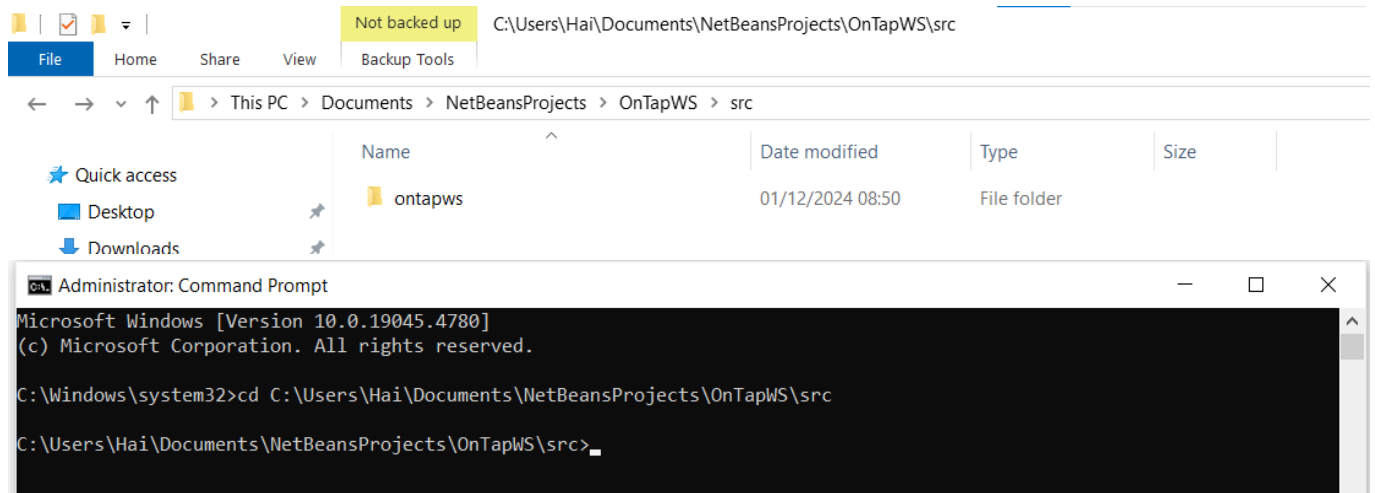 Not backed up C:\Users\Hai\Documents\NetBeansProjects\OnTapWS\src
File Home Share View Backup Tools
This PC > Documents > NetBeansProjects > OnTapWS > src
Name Date modified Type Size
Quick access
ontapws 01/12/2024 08:50 File folder
Desktop
Downloads
Administrator: Command Prompt
Microsoft Windows [Version 10.0.19045.4780]
(c) Microsoft Corporation. All rights reserved.
C:\Windows\system32>cd C:\Users\Hai\Documents\NetBeansProjects\OnTapWS\src
C:\Users\Hai\Documents\NetBeansProjects\OnTapWS\src>